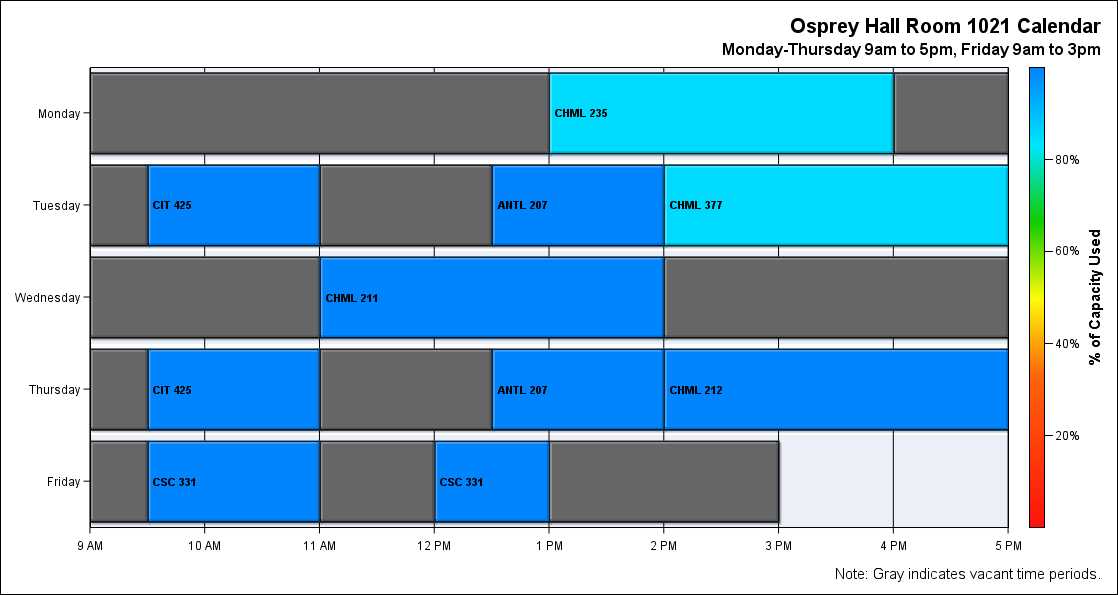 Osprey Hall Room 1021 Calendar
Monday-Thursday 9am to 5pm, Friday 9am to 3pm
Monday
CHML 235
Tuesday
CIT 425
ANTL 207
CHML 377
Wednesday
CHML 211
Thursday
CIT 425
ANTL 207
CHML 212
Friday
CSC 331
CSC 331
9 AM
10 AM
11 AM
12 PM
1 PM
2 PM
3 PM
4 PM
5 PM
80%
60%
40%
20%
% of Capacity Used
Note: Gray indicates vacant time periods.